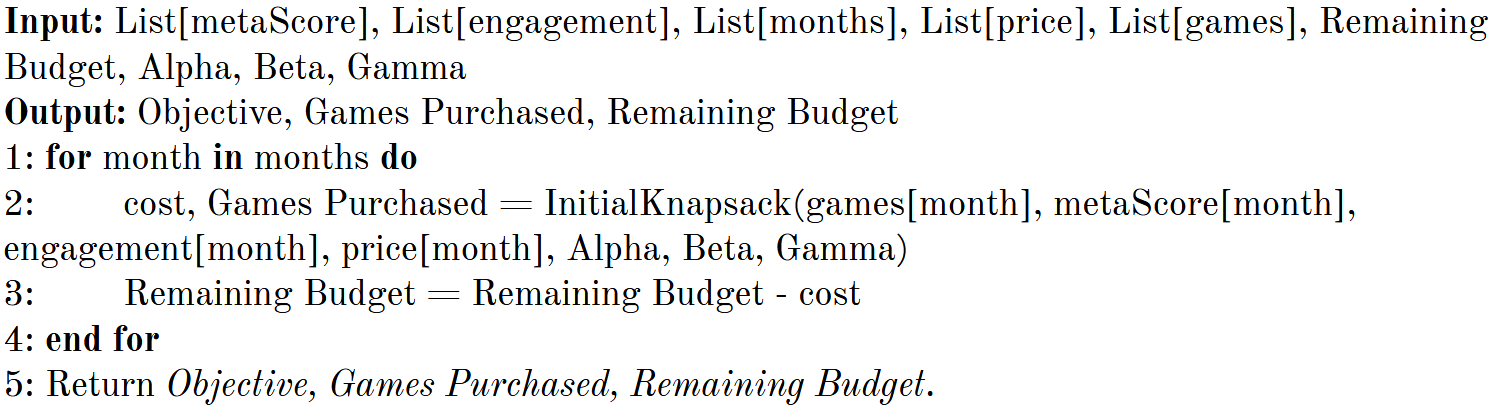 Input: List[metaScore], List[engagement], List[months], List[price], List[games], Remaining
Budget, Alpha, Beta, Gamma
Output: Objective, Games Purchased, Remaining Budget
1: for month in months do
2: cost, Games Purchased = InitialKnapsack(games[month], metaScore[month],
engagement[month], price[month], Alpha, Beta, Gamma)
3: Remaining Budget = Remaining Budget - cost
4: end for
5: Return Objective, Games Purchased, Remaining Budget.